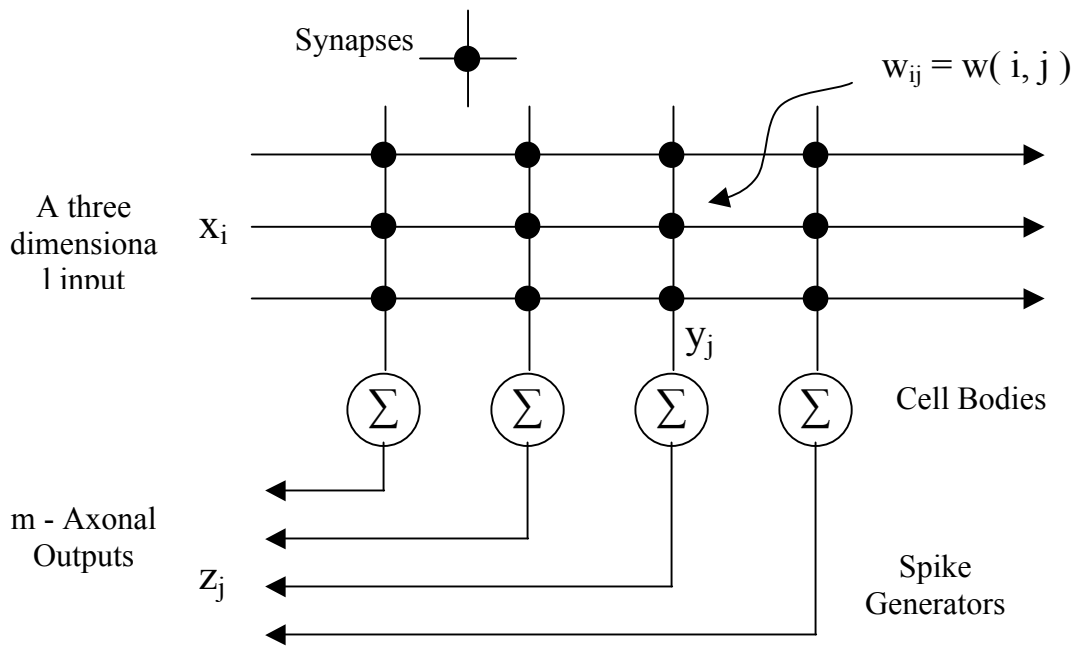 Synapses
w_ij = w( i, j )
A three
dimensiona
l input
x_i
y_j
Σ Σ Σ Σ
Cell Bodies
m - Axonal
Outputs
z_j
Spike
Generators